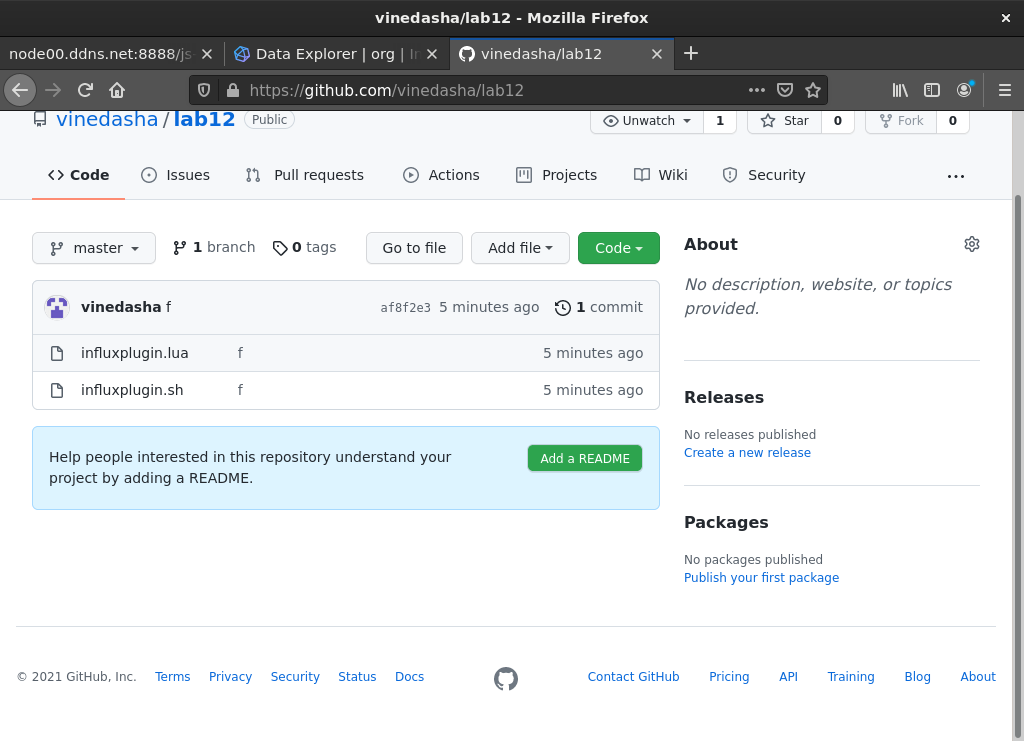 vinedasha/lab12 - Mozilla Firefox
node00.ddns.net:8888/js
Data Explorer | org | In
vinedasha/lab12
https://github.com/vinedasha/lab12
vinedasha / lab12 Public
Unwatch 1 Star 0 Fork 0
Code Issues Pull requests Actions Projects Wiki Security
master 1 branch 0 tags Go to file Add file Code
vinedasha f af8f2e3 5 minutes ago 1 commit
influxplugin.lua f 5 minutes ago
influxplugin.sh f 5 minutes ago
Help people interested in this repository understand your
project by adding a README.
Add a README
About
No description, website, or topics
provided.
Releases
No releases published
Create a new release
Packages
No packages published
Publish your first package
© 2021 GitHub, Inc. Terms Privacy Security Status Docs Contact GitHub Pricing API Training Blog About